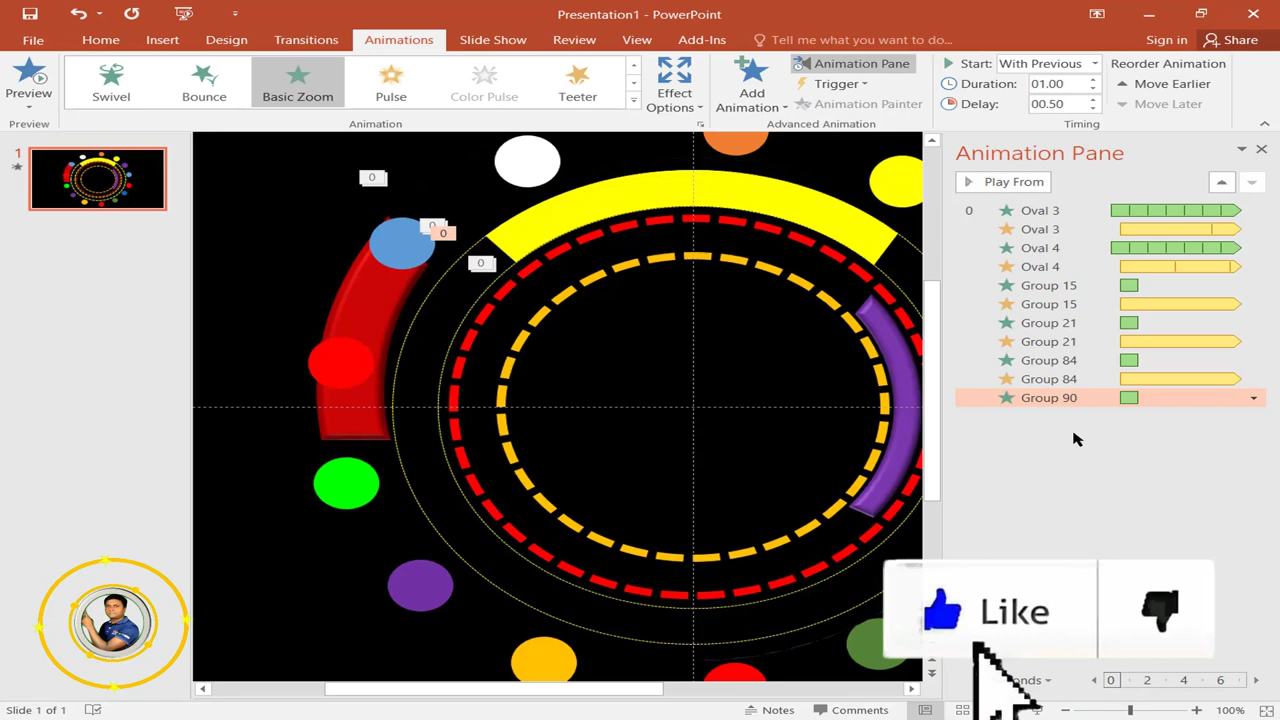 Presentation1 - PowerPoint
File
Home
Insert
Design
Transitions
Animations
Slide Show
Review
View
Add-Ins
Tell me what you want to do...
Sign in
Share
Preview
Swivel
Bounce
Basic Zoom
Pulse
Color Pulse
Teeter
Effect
Options
Add
Animation
Animation Pane
Trigger
Animation Painter
Start: With Previous
Duration: 01.00
Delay: 00.50
Reorder Animation
Move Earlier
Move Later
Preview
Animation
Advanced Animation
Timing
1
0
0
0
0
Animation Pane
Play From
0 Oval 3
Oval 3
Oval 4
Oval 4
Group 15
Group 15
Group 21
Group 21
Group 84
Group 84
Group 90
Like
0 2 4 6
Slide 1 of 1
Notes
Comments
100%